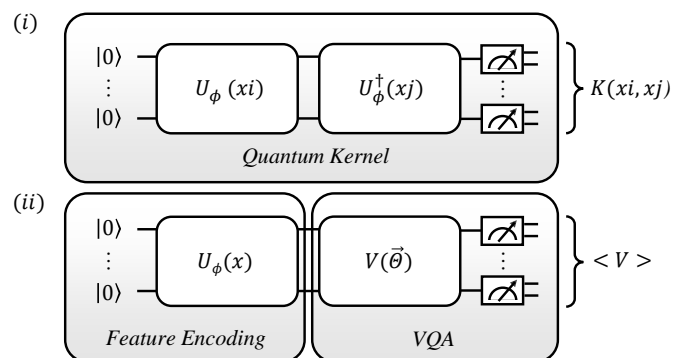 (i)
|0⟩ U_ϕ (xi) U_ϕ^†(xj)
⋮ ⋮ K(xi, xj)
|0⟩
Quantum Kernel
(ii)
|0⟩ U_ϕ(x) V(Θ⃗)
⋮ ⋮ < V >
|0⟩
Feature Encoding VQA